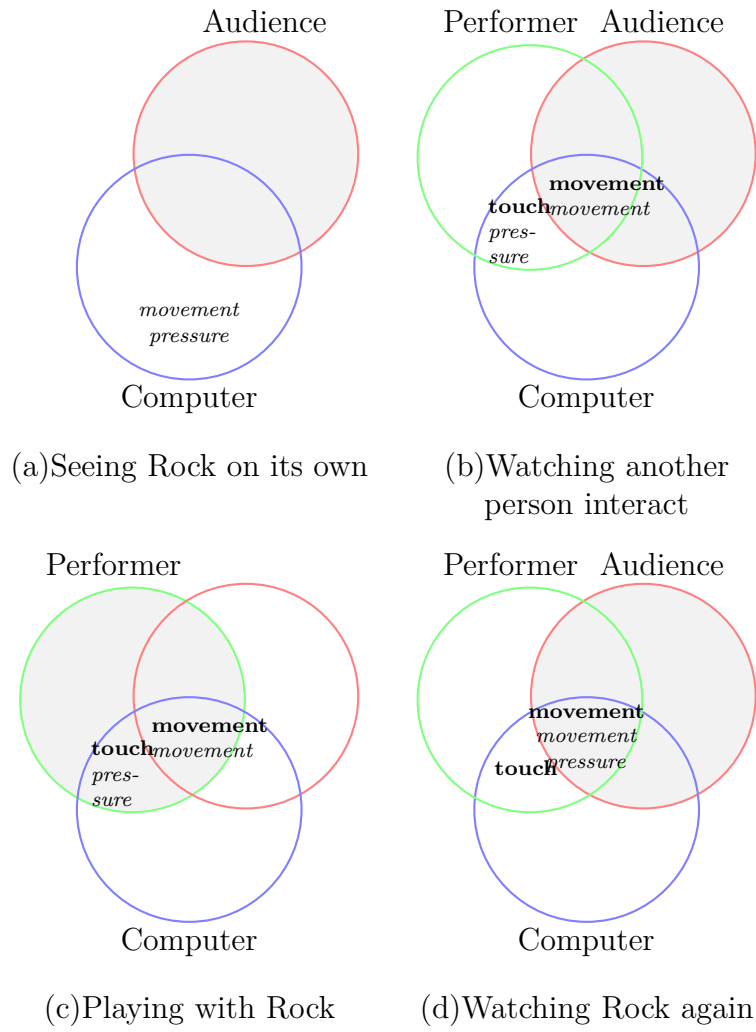 Audience
movement
pressure
Computer
(a)Seeing Rock on its own
Performer Audience
movement
touch
movement
pres-
sure
Computer
(b)Watching another
person interact
Performer
movement
touch
movement
pres-
sure
Computer
(c)Playing with Rock
Performer Audience
movement
movement
pressure
touch
Computer
(d)Watching Rock again